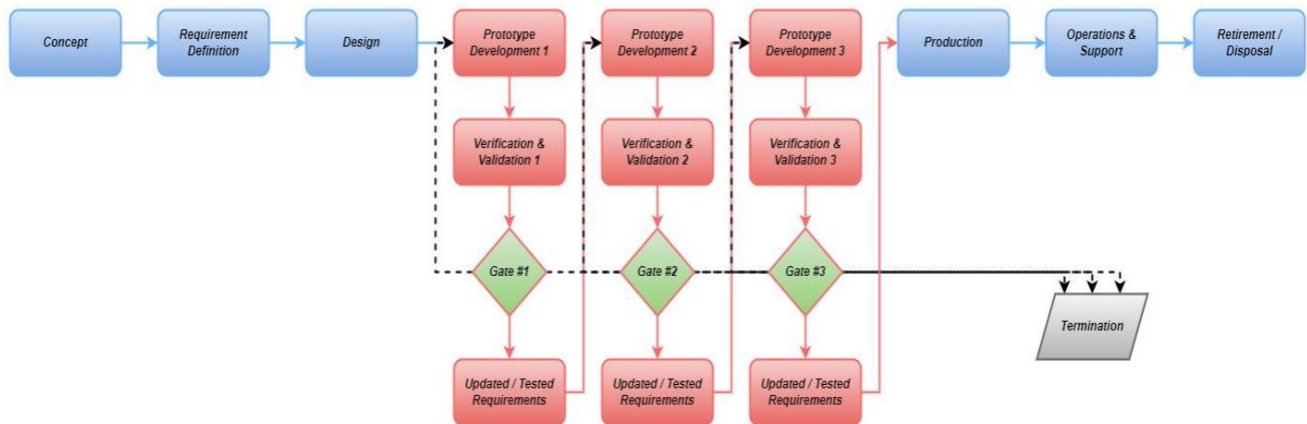 Concept
Requirement
Definition
Design
Prototype
Development 1
Prototype
Development 2
Prototype
Development 3
Production
Operations &
Support
Retirement /
Disposal
Verification &
Validation 1
Verification &
Validation 2
Verification &
Validation 3
Gate #1
Gate #2
Gate #3
Termination
Updated / Tested
Requirements
Updated / Tested
Requirements
Updated / Tested
Requirements